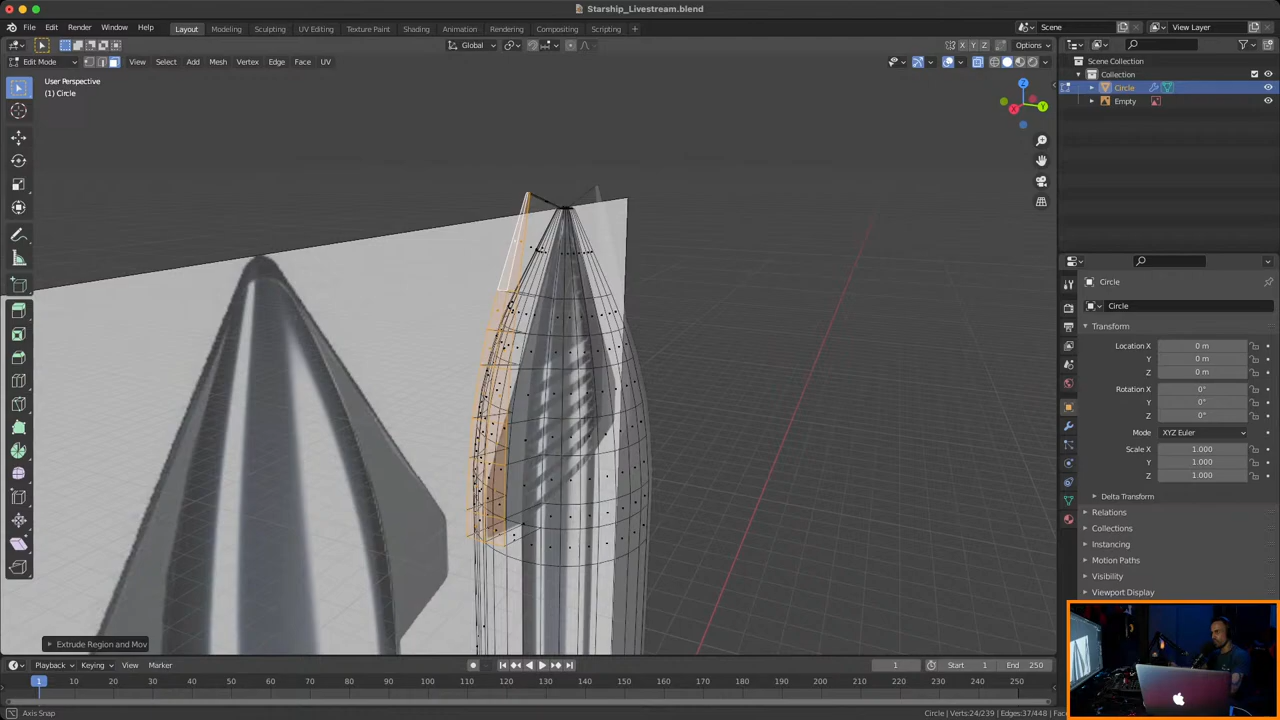 Starship_Livestream.blend
File Edit Render Window Help Layout Modeling Sculpting UV Editing Texture Paint Shading Animation Rendering Compositing Scripting + Scene View Layer
Global X Y Z Options
Edit Mode View Select Add Mesh Vertex Edge Face UV
User Perspective
(1) Circle
Scene Collection
Collection
Circle
Empty
Z
X
Y
Circle
Circle
Transform
Location X 0 m
Y 0 m
Z 0 m
Rotation X 0°
Y 0°
Z 0°
Mode XYZ Euler
Scale X 1.000
Y 1.000
Z 1.000
Delta Transform
Relations
Collections
Instancing
Motion Paths
Visibility
Viewport Display
Extrude Region and Mov
Playback Keying View Marker 1 Start 1 End 250
1 10 20 30 40 50 60 70 80 90 100 110 120 130 140 150 160 170 180 190 200 210 220 230 240 250
Axis Snap
Circle | Verts:24/239 | Edges:37/448 |